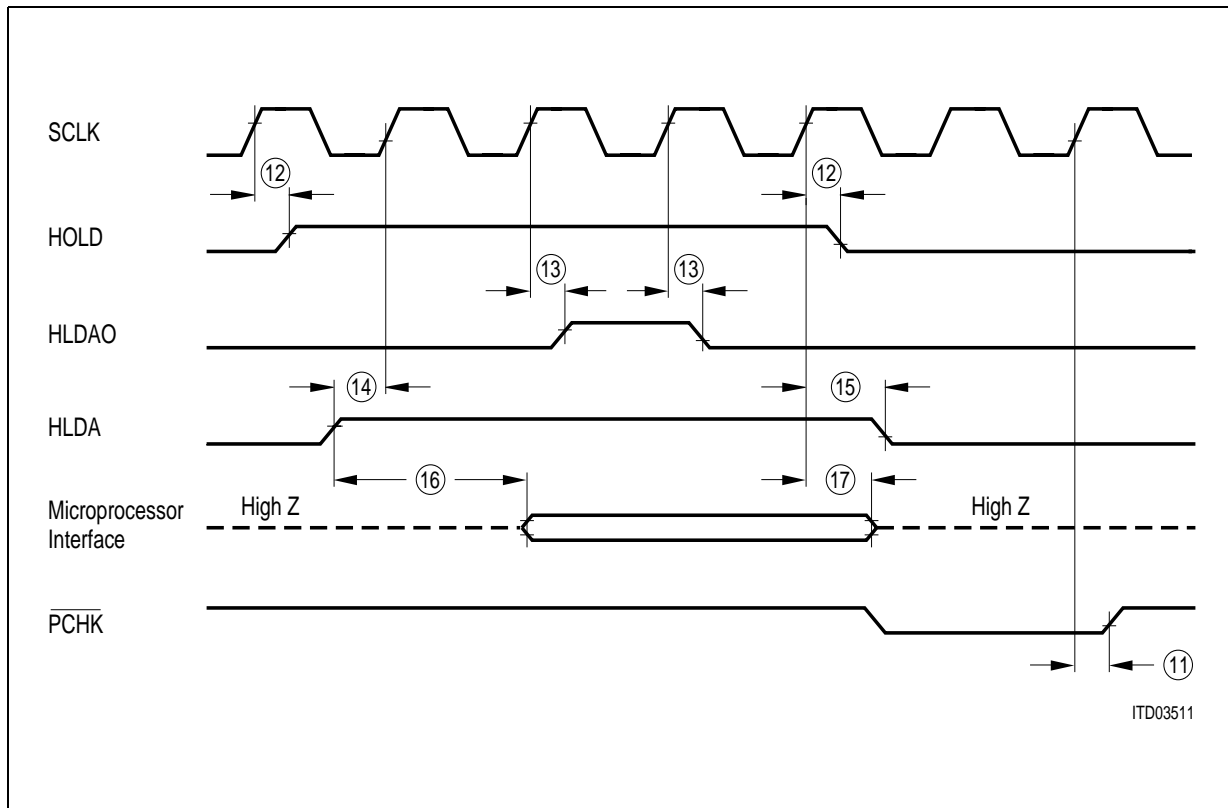 SCLK
⑫ ⑫
HOLD
⑬ ⑬
HLDAO
⑭ ⑮
HLDA
⑯ ⑰
High Z High Z
Microprocessor
Interface
PCHK
⑪
ITD03511